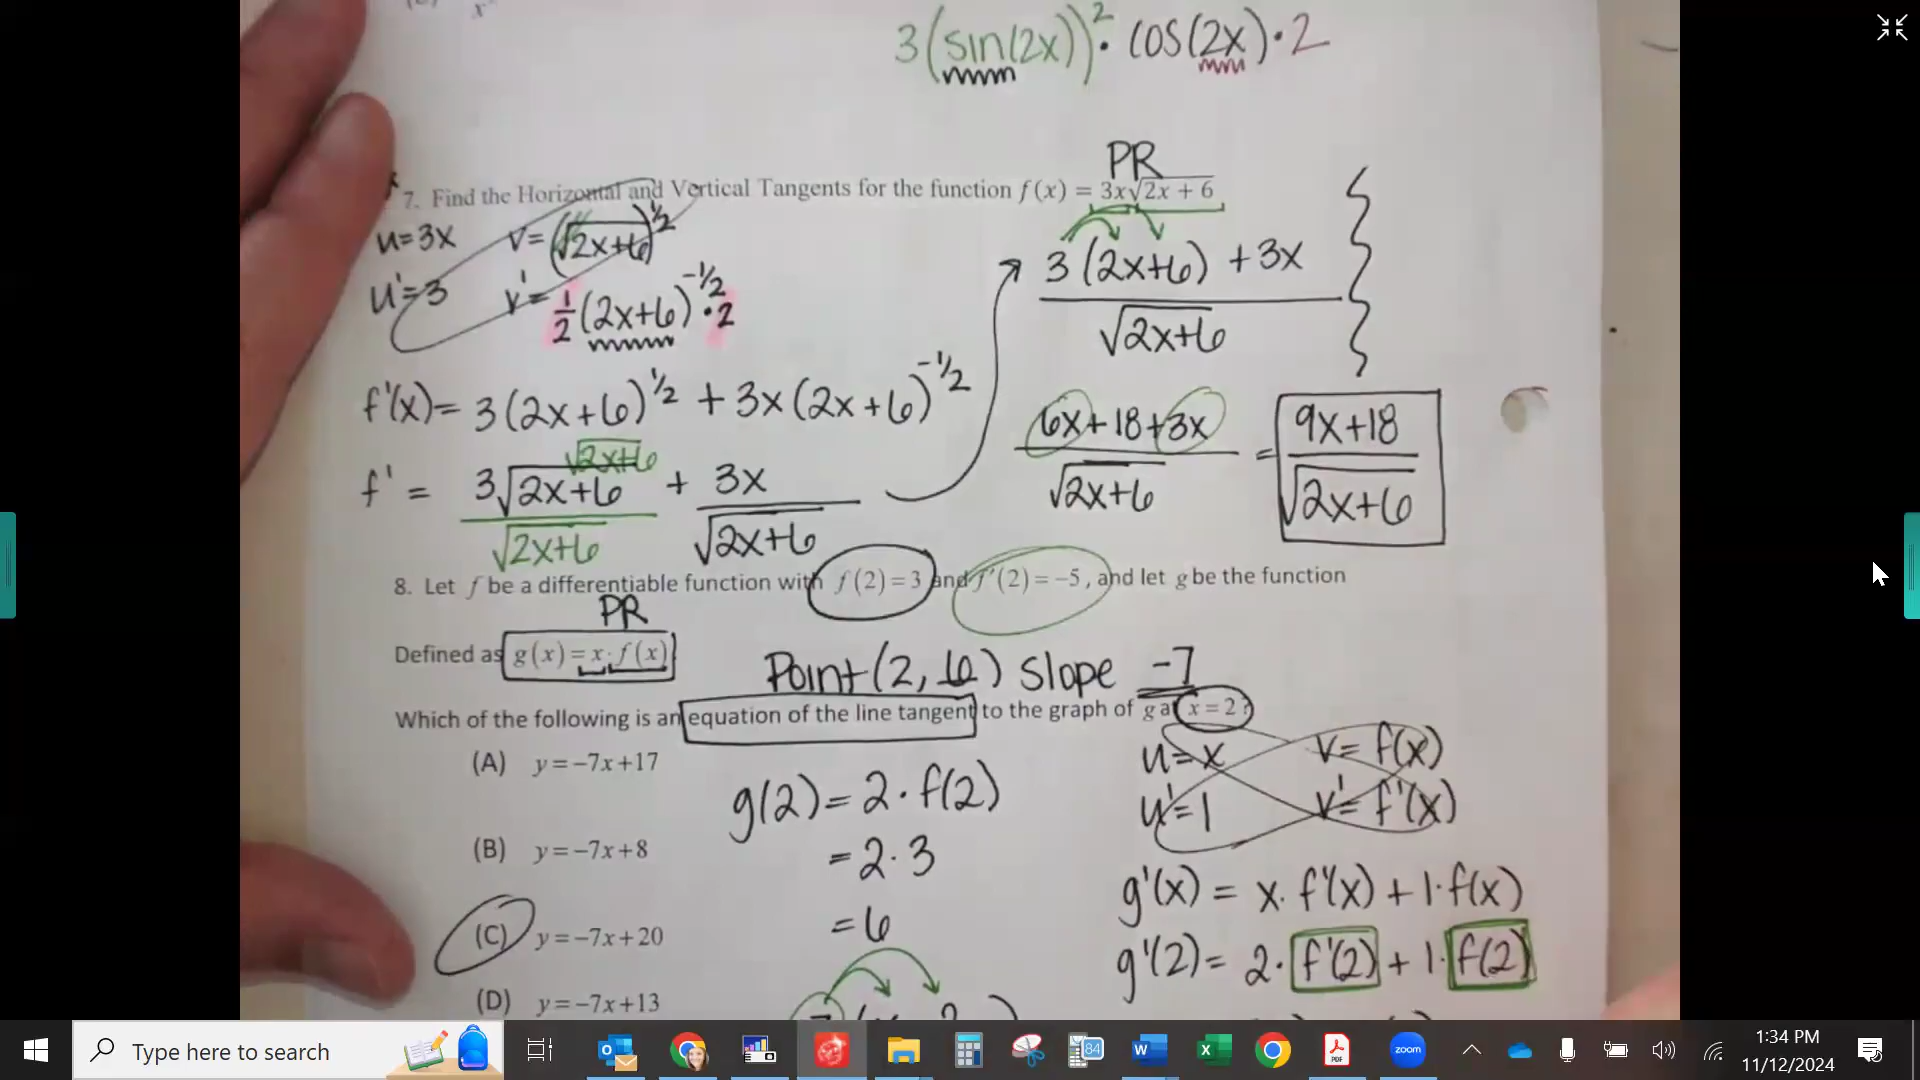 3(sin(2x))²·cos(2x)·2
PR
7. Find the Horizontal and Vertical Tangents for the function f(x) = 3x√2x + 6
u=3x v=(√2x+6)^1/2
u'=3 v'=1/2(2x+6)^-1/2·2
3(2x+6)+3x
√2x+6
f'(x)=3(2x+6)^1/2+3x(2x+6)^-1/2
√2x+6
f' = 3√2x+6 + 3x
√2x+6 √2x+6
6x+18+3x = 9x+18
√2x+6 √2x+6
8. Let f be a differentiable function with f(2)=3 and f'(2)=−5, and let g be the function
PR
Defined as g(x)=x·f(x)
Point(2,6) Slope -7
Which of the following is an equation of the line tangent to the graph of g at x=2?
(A) y=−7x+17
(B) y=−7x+8
(C) y=−7x+20
(D) y=−7x+13
g(2)=2·f(2)
=2·3
=6
u=x v=f(x)
u'=1 v'=f'(x)
g'(x)=x·f'(x)+1·f(x)
g'(2)=2·f'(2)+1·f(2)
Type here to search
84
zoom
1:34 PM
11/12/2024